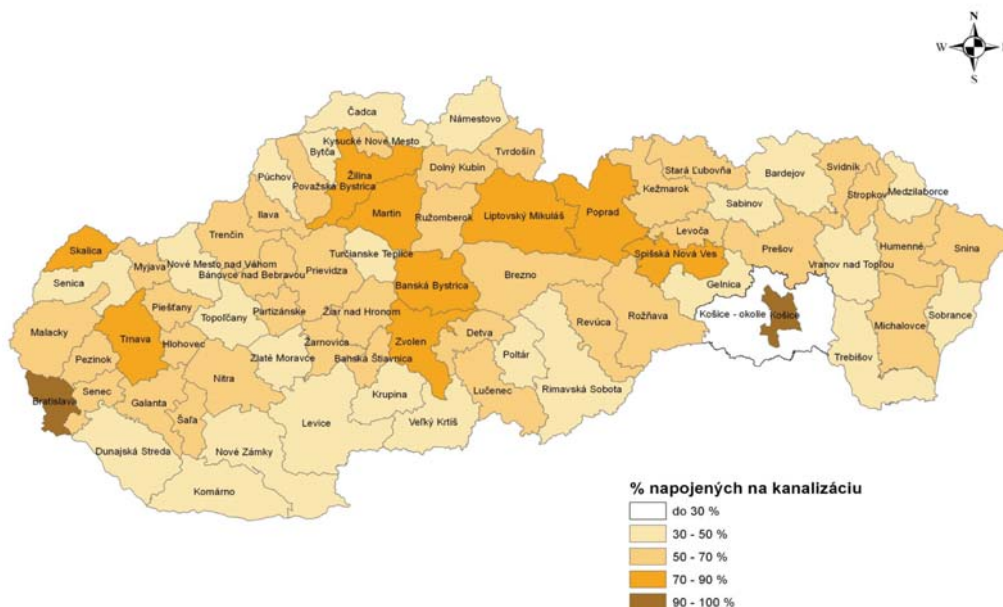 N
W
S
Čadca
Námestovo
Kysucké Nové Mesto
Bytča
Tvrdošín
Žilina
Dolný Kubín
Púchov
Považská Bystrica
Stará Ľubovňa
Svidník
Bardejov
Kežmarok
Stropkov
Medzilaborce
Ilava
Martin
Ružomberok
Liptovský Mikuláš
Poprad
Sabinov
Trenčín
Levoča
Skalica
Turčianske Teplice
Prešov
Humenné
Snina
Spišská Nová Ves
Myjava
Nové Mesto nad Váhom
Bánovce nad Bebravou
Prievidza
Brezno
Vranov nad Topľou
Senica
Banská Bystrica
Gelnica
Piešťany
Topoľčany
Partizánske
Žiar nad Hronom
Košice - okolie
Košice
Sobrance
Malacky
Trnava
Hlohovec
Žarnovica
Zvolen
Detva
Revúca
Rožňava
Michalovce
Pezinok
Zlaté Moravce
Banská Štiavnica
Poltár
Trebišov
Nitra
Rimavská Sobota
Bratislava
Senec
Galanta
Krupina
Lučenec
Šaľa
Levice
Veľký Krtíš
Dunajská Streda
Nové Zámky
Komárno
% napojených na kanalizáciu
do 30 %
30 - 50 %
50 - 70 %
70 - 90 %
90 - 100 %